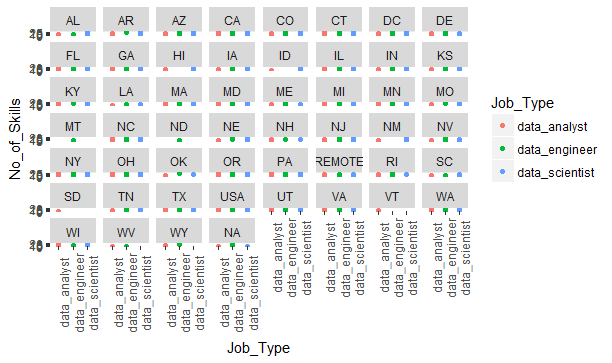 AL AR AZ CA CO CT DC DE
FL GA HI IA ID IL IN KS
KY LA MA MD ME MI MN MO
MT NC ND NE NH NJ NM NV
NY OH OK OR PA REMOTE RI SC
SD TN TX USA UT VA VT WA
WI WV WY NA
No_of_Skills
data_analyst data_engineer data_scientist data_analyst data_engineer data_scientist data_analyst data_engineer data_scientist data_analyst data_engineer data_scientist data_analyst data_engineer data_scientist data_analyst data_engineer data_scientist data_analyst data_engineer data_scientist data_analyst data_engineer data_scientist
Job_Type
Job_Type
data_analyst
data_engineer
data_scientist